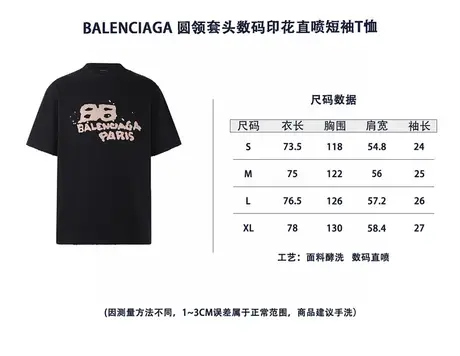 BALENCIAGA 圆领套头数码印花直喷短袖T恤
BALENCIAGA
PARIS
尺码数据
尺码 衣长 胸围 肩宽 袖长
S 73.5 118 54.8 24
M 75 122 56 25
L 76.5 126 57.2 26
XL 78 130 58.4 27
工艺：面料酵洗 数码直喷
(因测量方法不同，1~3CM误差属于正常范围，商品建议手洗)